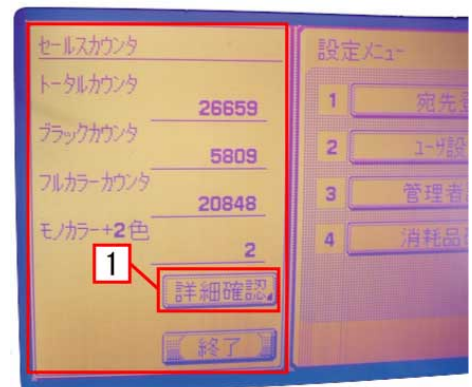 セールスカウンタ
トータルカウンタ
26659
ブラックカウンタ
5809
フルカラーカウンタ
20848
モノカラー+2色
2
1
詳細確認
終了
設定メニュー
1 宛先
2 ユーザ設
3 管理者
4 消耗品